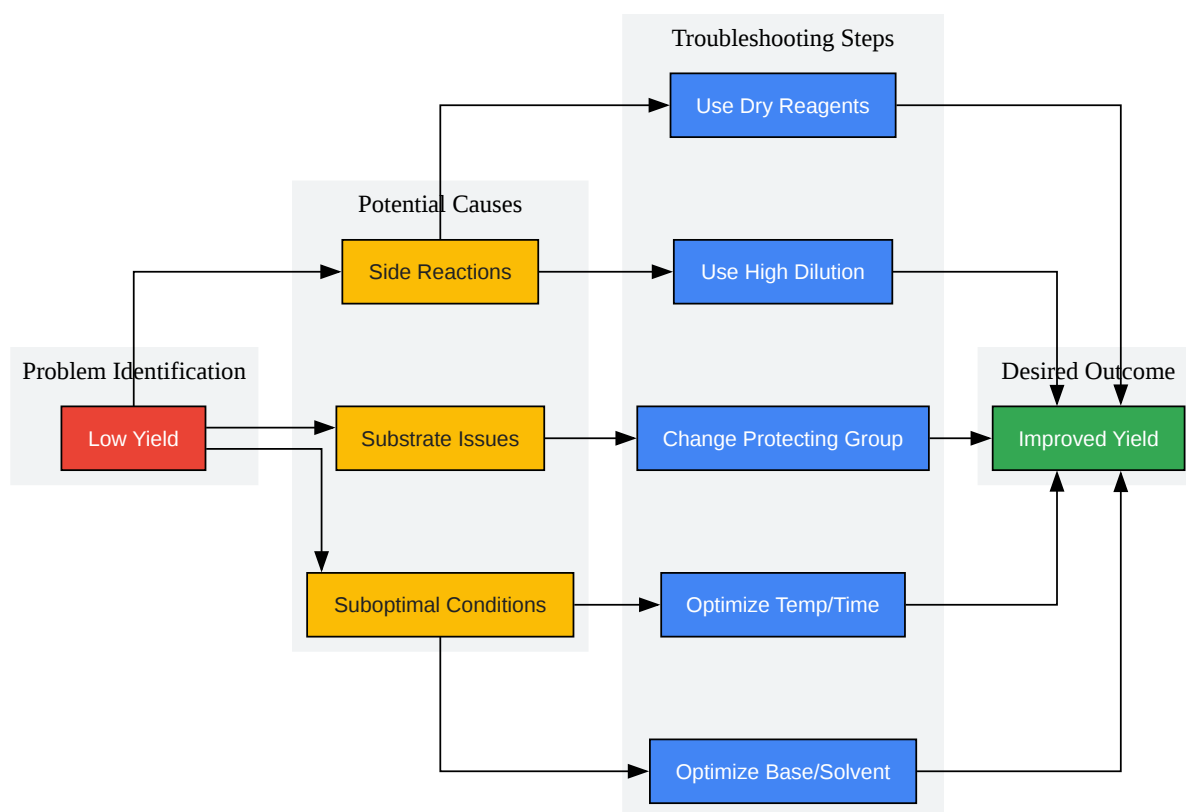 Troubleshooting Steps
Use Dry Reagents
Potential Causes
Side Reactions
Use High Dilution
Problem Identification
Desired Outcome
Low Yield
Substrate Issues
Change Protecting Group
Improved Yield
Suboptimal Conditions
Optimize Temp/Time
Optimize Base/Solvent